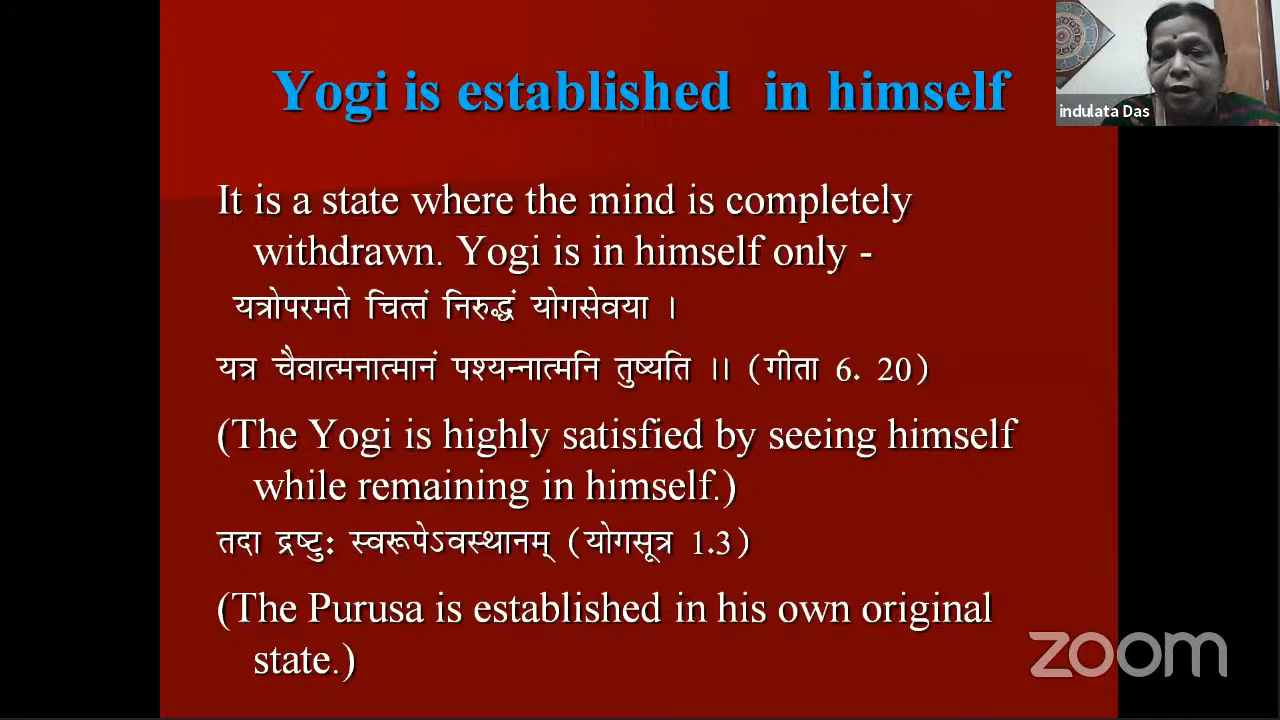 Yogi is established in himself
indulata Das
It is a state where the mind is completely
withdrawn. Yogi is in himself only -
यत्रोपरमते चित्तं निरुद्धं योगसेवया ।
यत्र चैवात्मनात्मानं पश्यन्नात्मनि तुष्यति ।। (गीता 6. 20)
(The Yogi is highly satisfied by seeing himself
while remaining in himself.)
तदा द्रष्टुः स्वरूपेऽवस्थानम् (योगसूत्र 1.3)
(The Purusa is established in his own original
state.)
zoom